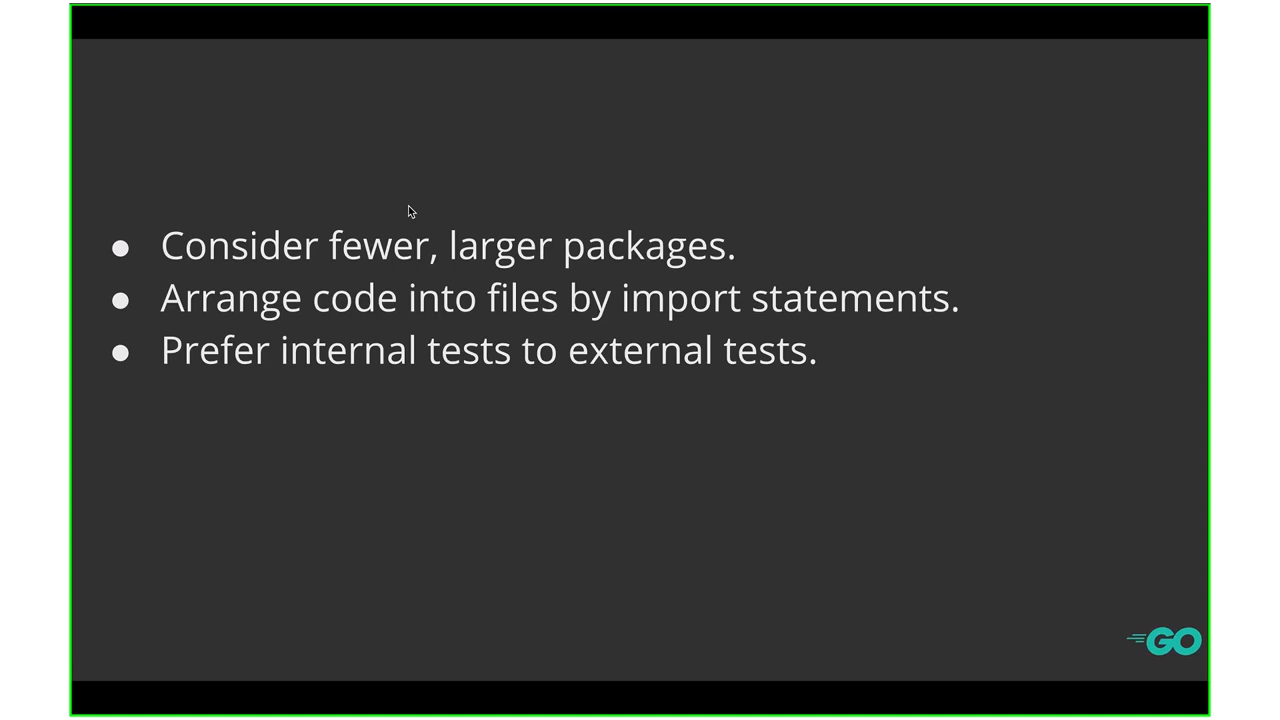 ● Consider fewer, larger packages.
● Arrange code into files by import statements.
● Prefer internal tests to external tests.
GO